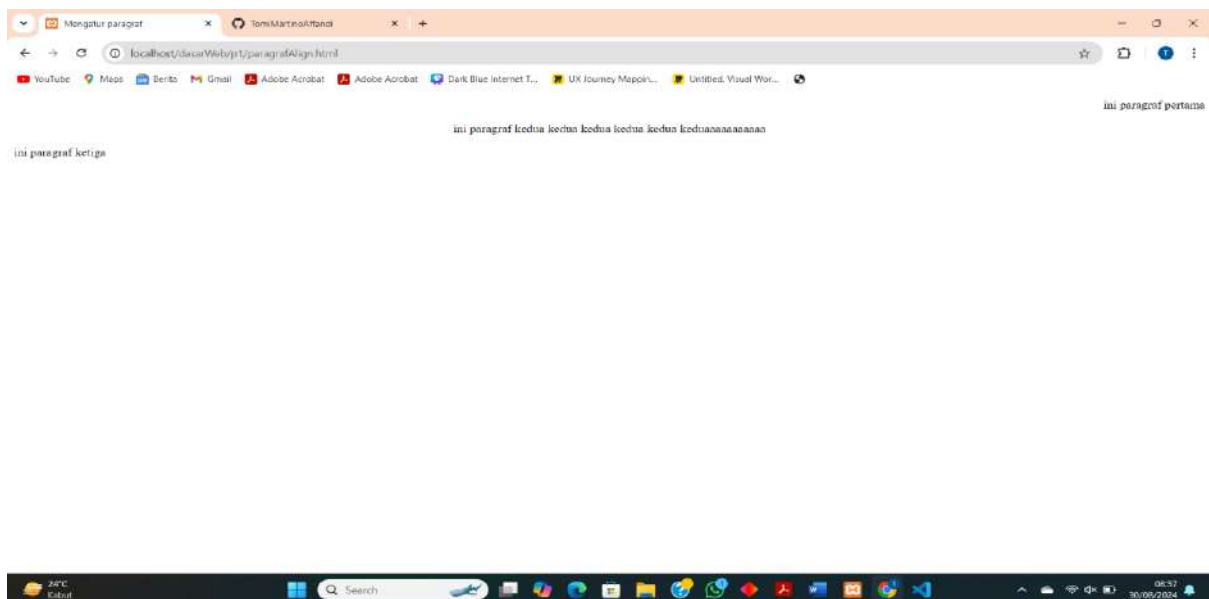 Mengatur paragraf
TomiMartinoAffandi
localhost/dasarWeb/jrt/paragrafAlign.html
YouTube Maps Berita Gmail Adobe Acrobat Adobe Acrobat Dark Blue Internet T... UX Journey Mappin... Untitled. Visual Wor...
ini paragraf pertama
ini paragraf kedua kedua kedua kedua kedua keduaaaaaaaaaa
ini paragraf ketiga
24°C
Kabut
Search
08:37
30/08/2024